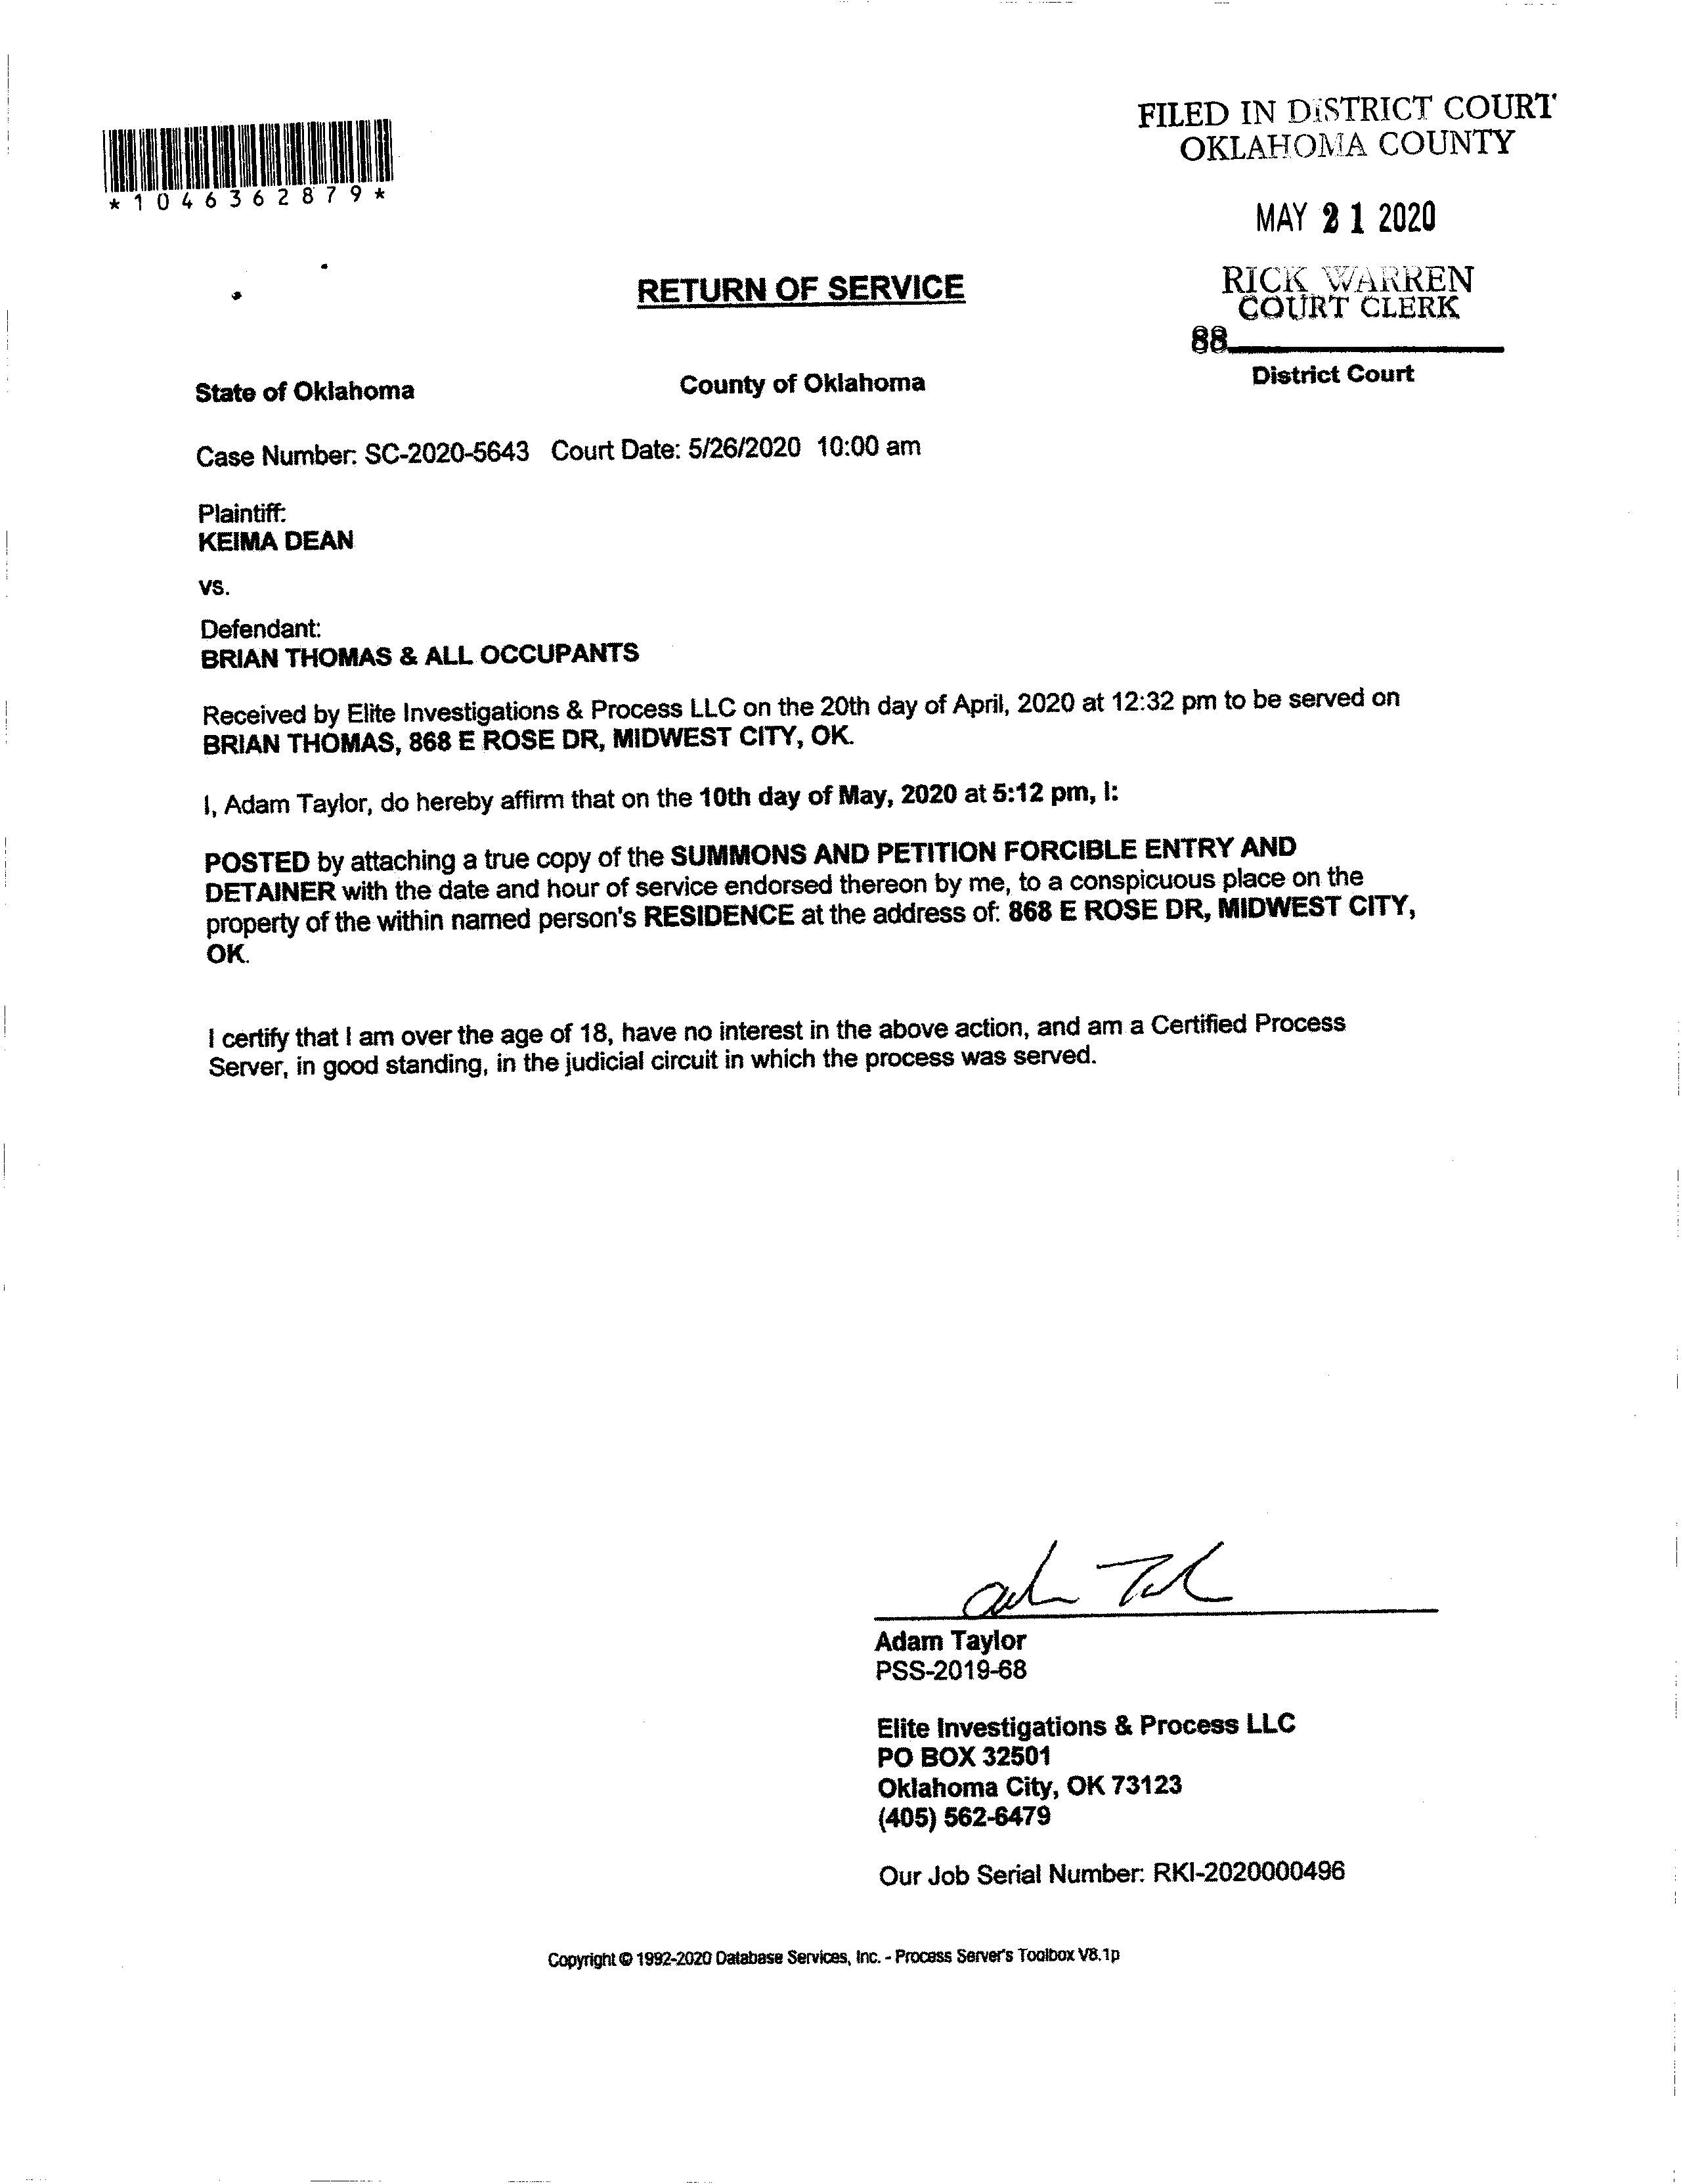 FILED IN DISTRICT COURT
OKLAHOMA COUNTY
*1046362879*
MAY 21 2020
RICK WARREN
COURT CLERK
88
RETURN OF SERVICE
State of Oklahoma County of Oklahoma District Court
Case Number: SC-2020-5643 Court Date: 5/26/2020 10:00 am
Plaintiff:
KEIMA DEAN
vs.
Defendant:
BRIAN THOMAS & ALL OCCUPANTS
Received by Elite Investigations & Process LLC on the 20th day of April, 2020 at 12:32 pm to be served on
BRIAN THOMAS, 868 E ROSE DR, MIDWEST CITY, OK.
I, Adam Taylor, do hereby affirm that on the 10th day of May, 2020 at 5:12 pm, I:
POSTED by attaching a true copy of the SUMMONS AND PETITION FORCIBLE ENTRY AND
DETAINER with the date and hour of service endorsed thereon by me, to a conspicuous place on the
property of the within named person's RESIDENCE at the address of: 868 E ROSE DR, MIDWEST CITY,
OK.
I certify that I am over the age of 18, have no interest in the above action, and am a Certified Process
Server, in good standing, in the judicial circuit in which the process was served.
Adam Taylor
PSS-2019-68
Elite Investigations & Process LLC
PO BOX 32501
Oklahoma City, OK 73123
(405) 562-6479
Our Job Serial Number: RKI-2020000496
Copyright © 1992-2020 Database Services, Inc. - Process Server's Toolbox V8.1p